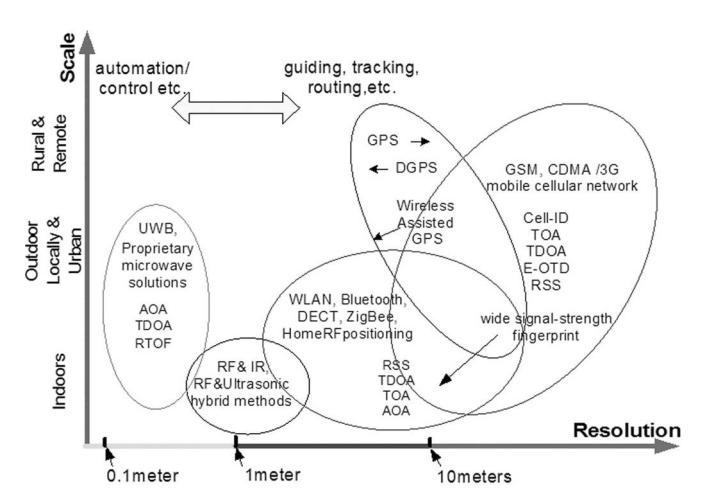 Scale
Rural &
Remote
Outdoor
Locally &
Urban
Indoors
automation/
control etc.
guiding, tracking,
routing,etc.
GPS
DGPS
Wireless
Assisted
GPS
GSM, CDMA /3G
mobile cellular network
Cell-ID
TOA
TDOA
E-OTD
RSS
UWB,
Proprietary
microwave
solutions
AOA
TDOA
RTOF
WLAN, Bluetooth,
DECT, ZigBee,
HomeRFpositioning
RSS
TDOA
TOA
AOA
wide signal-strength
fingerprint
RF& IR,
RF&Ultrasonic
hybrid methods
Resolution
0.1meter
1meter
10meters